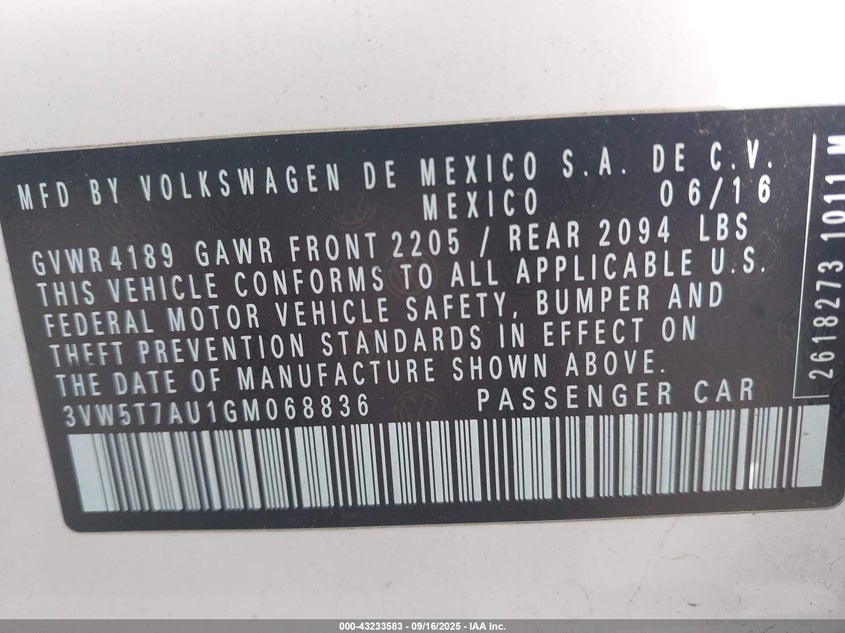 MFD BY VOLKSWAGEN DE MEXICO S.A. DE C.V.
MEXICO 06/16
GVWR 4189 GAWR FRONT 2205 / REAR 2094 LBS
THIS VEHICLE CONFORMS TO ALL APPLICABLE U.S.
FEDERAL MOTOR VEHICLE SAFETY, BUMPER AND
THEFT PREVENTION STANDARDS IN EFFECT ON
THE DATE OF MANUFACTURE SHOWN ABOVE.
3VW5T7AU1GM068836 PASSENGER CAR
2618273 1011 M
000-43233583 - 09/16/2025 - IAA Inc.